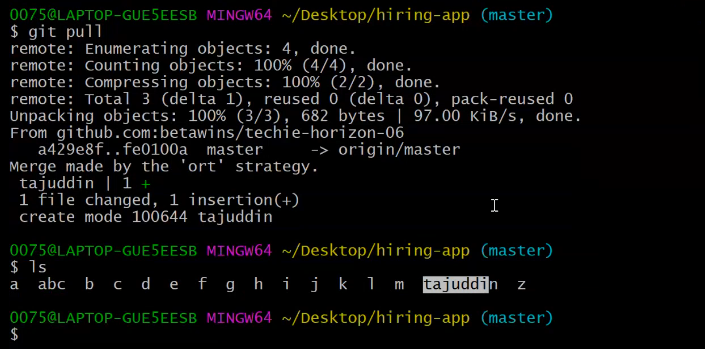 0075@LAPTOP-GUE5EESB MINGW64 ~/Desktop/hiring-app (master)
$ git pull
remote: Enumerating objects: 4, done.
remote: Counting objects: 100% (4/4), done.
remote: Compressing objects: 100% (2/2), done.
remote: Total 3 (delta 1), reused 0 (delta 0), pack-reused 0
Unpacking objects: 100% (3/3), 682 bytes | 97.00 KiB/s, done.
From github.com:betawins/techie-horizon-06
   a429e8f..fe0100a  master     -> origin/master
Merge made by the 'ort' strategy.
 tajuddin | 1 +
 1 file changed, 1 insertion(+)
 create mode 100644 tajuddin
0075@LAPTOP-GUE5EESB MINGW64 ~/Desktop/hiring-app (master)
$ ls
a  abc  b  c  d  e  f  g  h  i  j  k  l  m  tajuddin  z
0075@LAPTOP-GUE5EESB MINGW64 ~/Desktop/hiring-app (master)
$